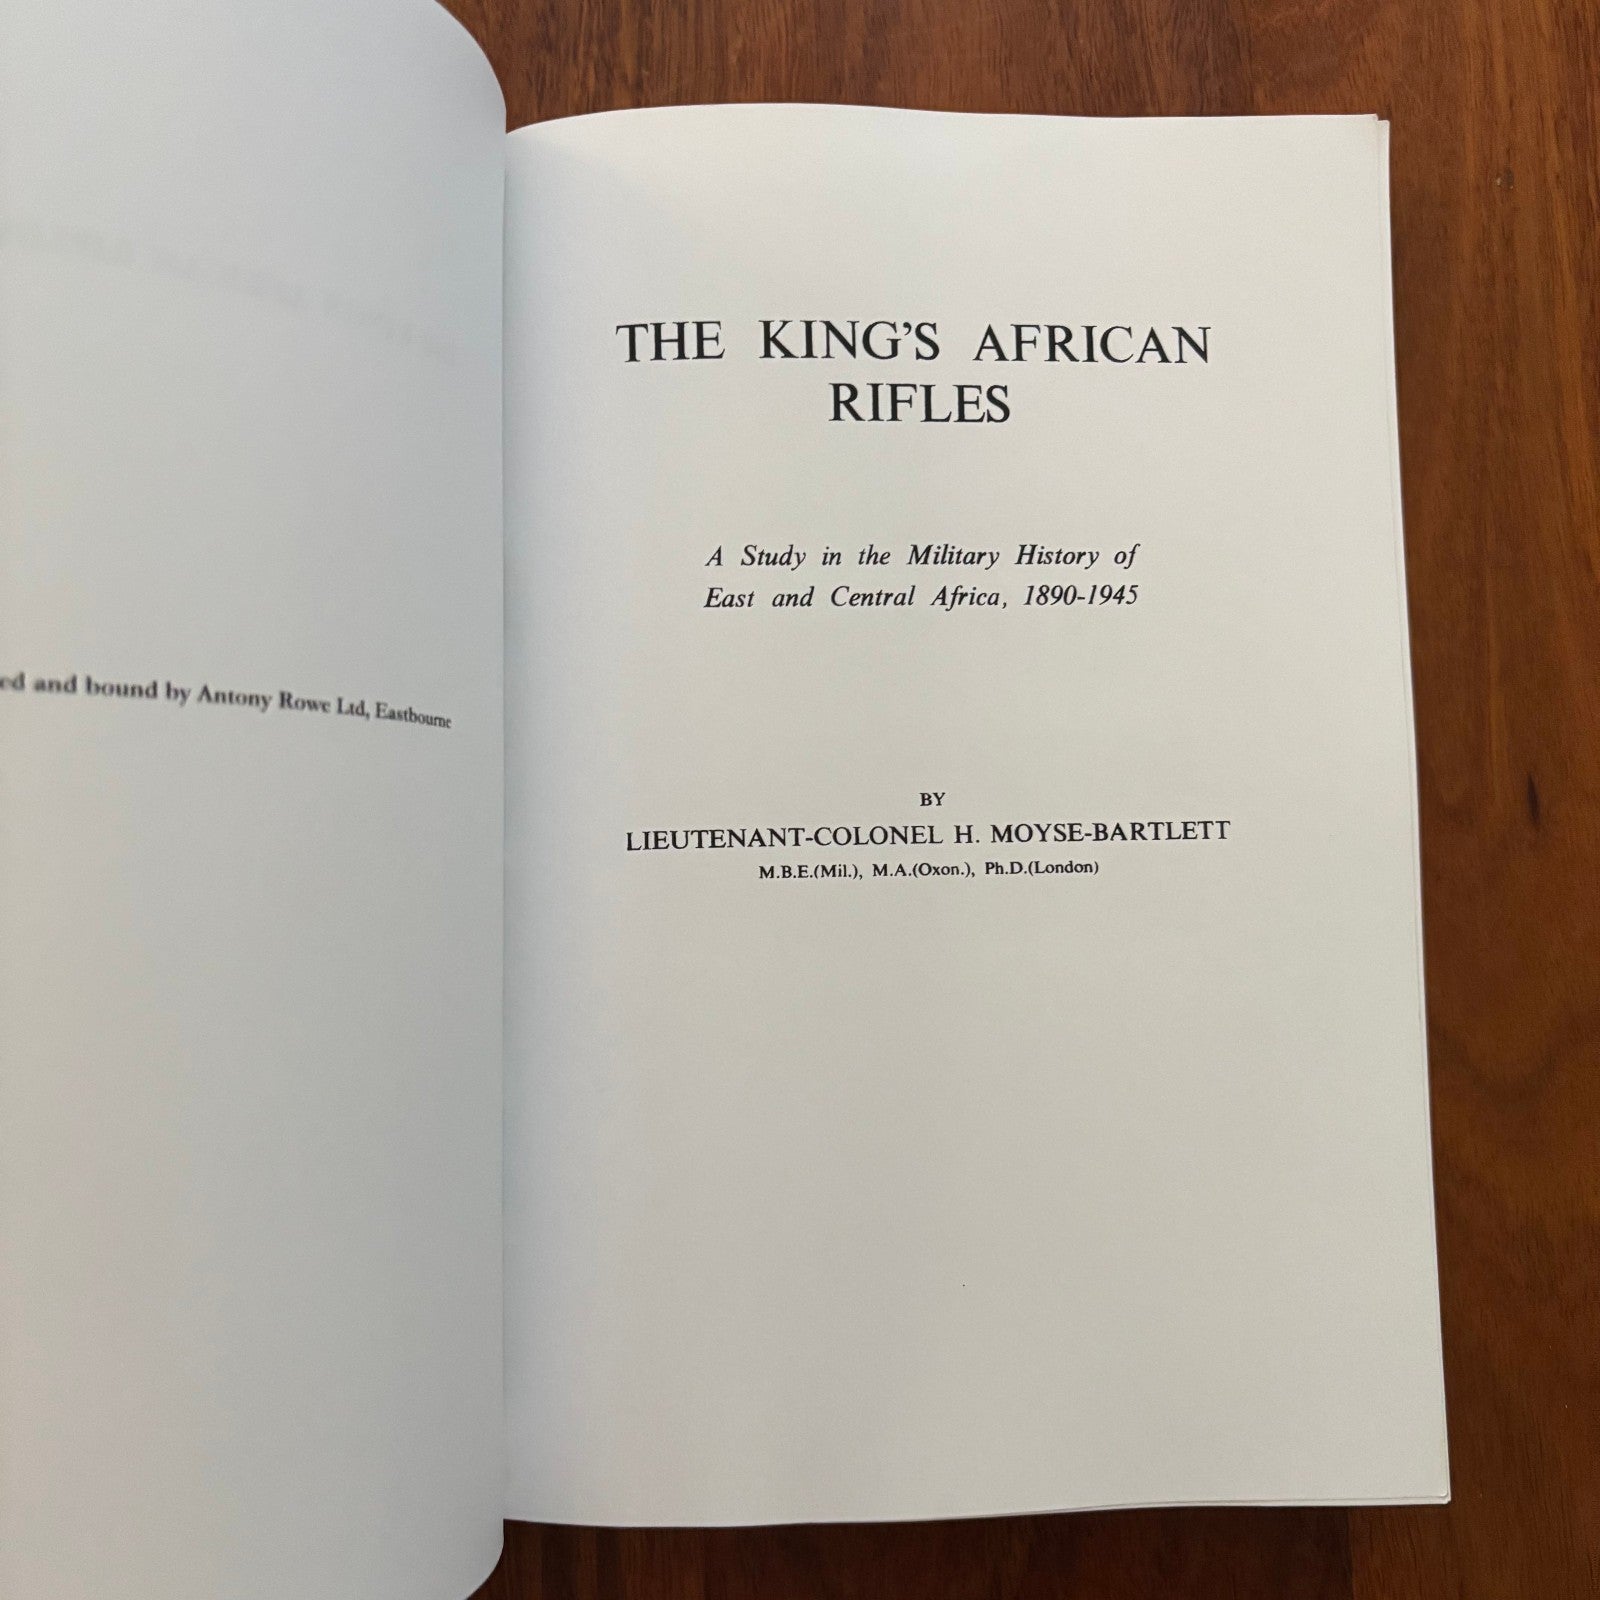 and bound by Antony Rowe Ltd, Eastbourne
THE KING'S AFRICAN
RIFLES
A Study in the Military History of
East and Central Africa, 1890-1945
BY
LIEUTENANT-COLONEL H. MOYSE-BARTLETT
M.B.E.(Mil.), M.A.(Oxon.), Ph.D.(London)